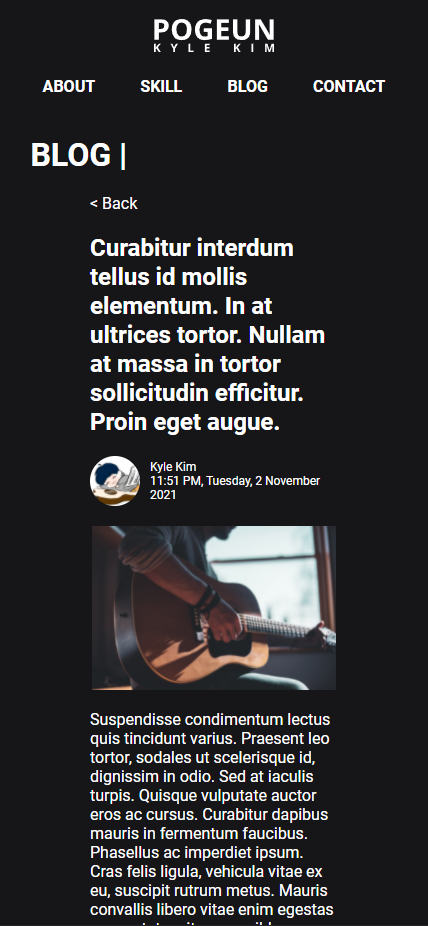 POGEUN
KYLE KIM
ABOUT SKILL BLOG CONTACT
BLOG |
< Back
Curabitur interdum
tellus id mollis
elementum. In at
ultrices tortor. Nullam
at massa in tortor
sollicitudin efficitur.
Proin eget augue.
Kyle Kim
11:51 PM, Tuesday, 2 November
2021
Suspendisse condimentum lectus
quis tincidunt varius. Praesent leo
tortor, sodales ut scelerisque id,
dignissim in odio. Sed at iaculis
turpis. Quisque vulputate auctor
eros ac cursus. Curabitur dapibus
mauris in fermentum faucibus.
Phasellus ac imperdiet ipsum.
Cras felis ligula, vehicula vitae ex
eu, suscipit rutrum metus. Mauris
convallis libero vitae enim egestas